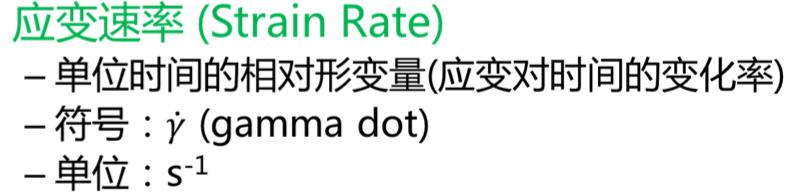 应变速率 (Strain Rate)
– 单位时间的相对形变量(应变对时间的变化率)
– 符号：γ̇ (gamma dot)
– 单位：s⁻¹